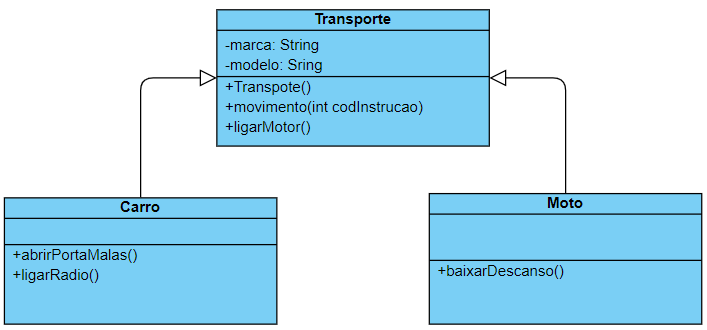 Transporte
-marca: String
-modelo: Sring
+Transpote()
+movimento(int codInstrucao)
+ligarMotor()
Carro
+abrirPortaMalas()
+ligarRadio()
Moto
+baixarDescanso()